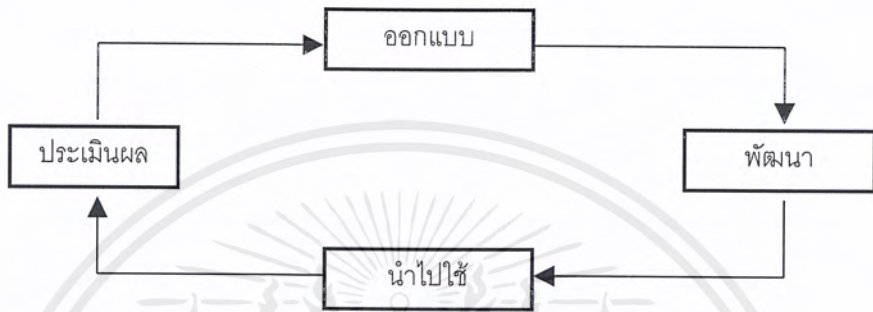 ออกแบบ
ประเมินผล
พัฒนา
นำไปใช้